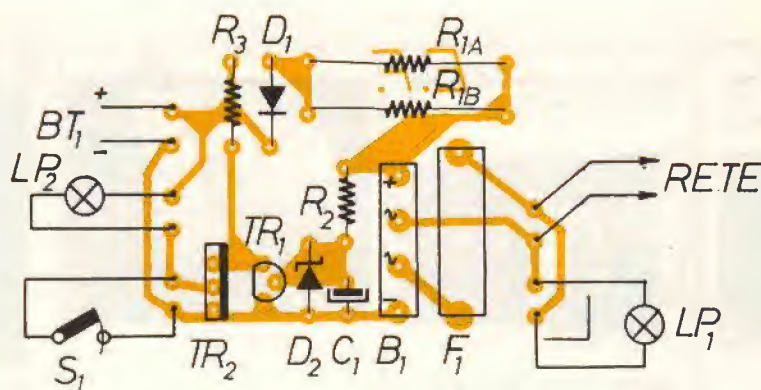 R3 D1 R1A
R1B
+
BT1
-
LP2
R2
RETE
TR1
+
~
~
-
S1
TR2
D2 C1 B1 F1
LP1